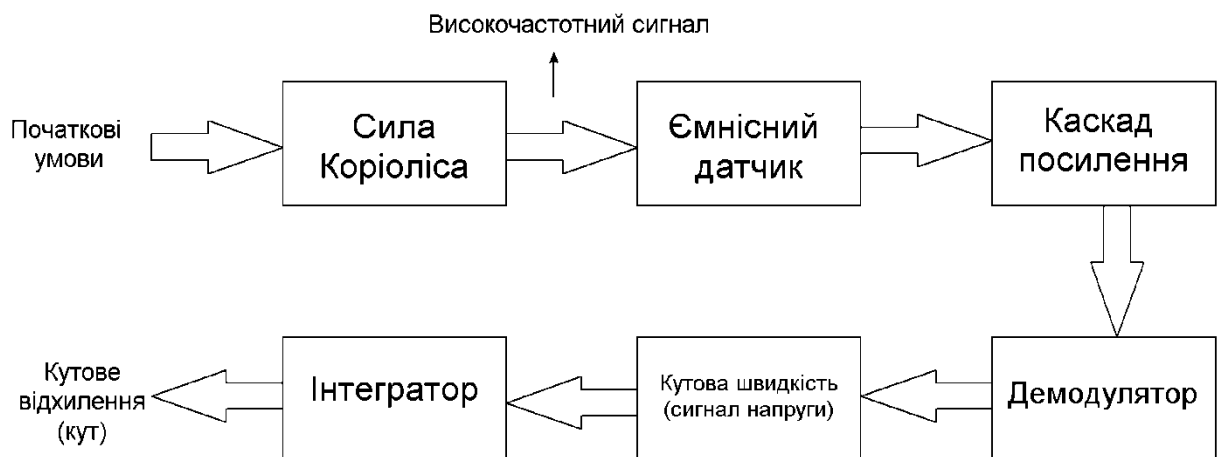 Високочастотний сигнал
Початкові
умови
Сила
Коріоліса
Ємнісний
датчик
Каскад
посилення
Кутове
відхилення
(кут)
Інтегратор
Кутова швидкість
(сигнал напруги)
Демодулятор